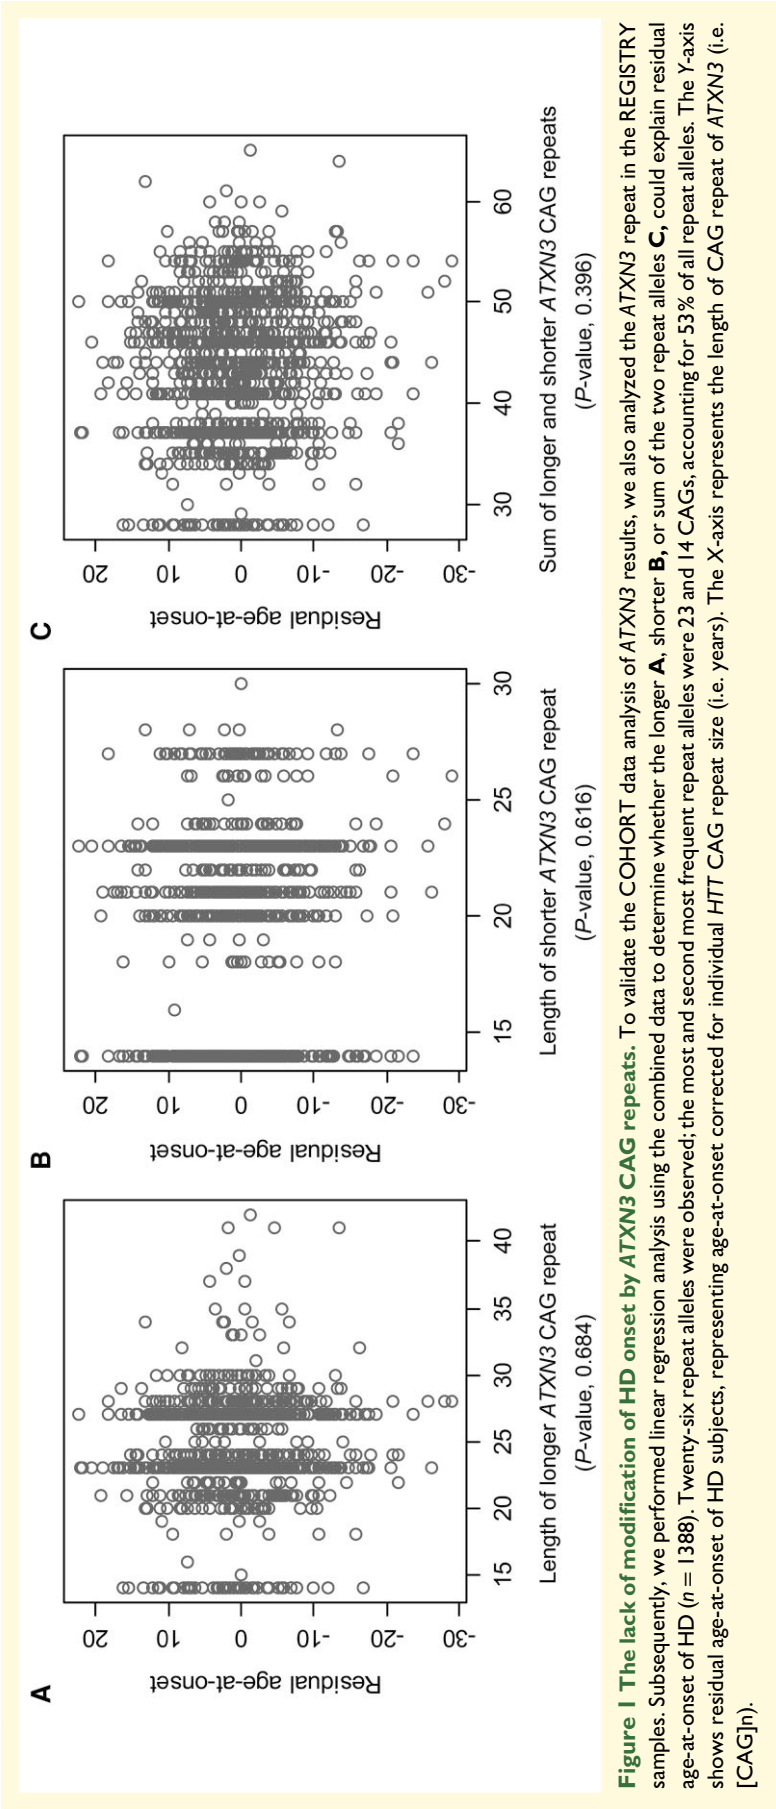 A
Residual age-at-onset
20
10
0
-10
-20
-30
15
20
25
30
35
40
Length of longer ATXN3 CAG repeat
(P-value, 0.684)
B
Residual age-at-onset
20
10
0
-10
-20
-30
15
20
25
30
Length of shorter ATXN3 CAG repeat
(P-value, 0.616)
C
Residual age-at-onset
20
10
0
-10
-20
-30
30
40
50
60
Sum of longer and shorter ATXN3 CAG repeats
(P-value, 0.396)
Figure 1 The lack of modification of HD onset by ATXN3 CAG repeats. To validate the COHORT data analysis of ATXN3 results, we also analyzed the ATXN3 repeat in the REGISTRY
samples. Subsequently, we performed linear regression analysis using the combined data to determine whether the longer A, shorter B, or sum of the two repeat alleles C, could explain residual
age-at-onset of HD (n = 1388). Twenty-six repeat alleles were observed; the most and second most frequent repeat alleles were 23 and 14 CAGs, accounting for 53% of all repeat alleles. The Y-axis
shows residual age-at-onset of HD subjects, representing age-at-onset corrected for individual HTT CAG repeat size (i.e. years). The X-axis represents the length of CAG repeat of ATXN3 (i.e.
[CAG]n).